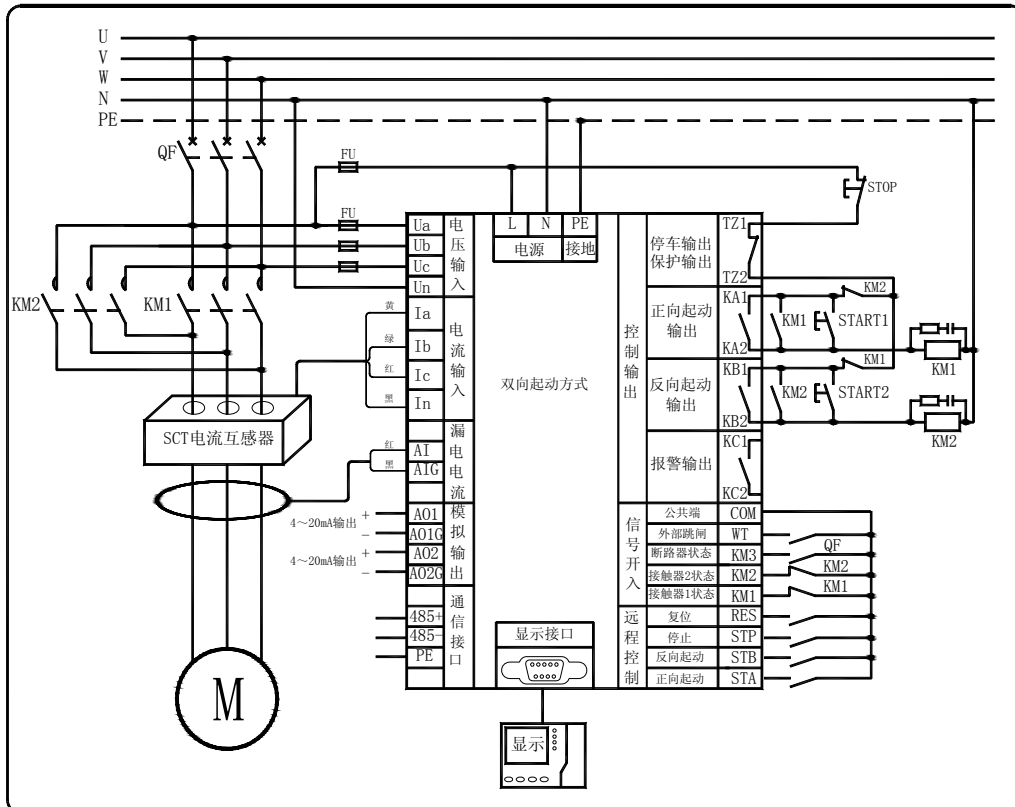 U
V
W
N
PE
QF
FU
STOP
FU
Ua
Ub
Uc
Un
电压输入
L N PE
电源 接地
停车输出
保护输出
TZ1
TZ2
KM2
KM1
黄
绿
红
黑
Ia
Ib
Ic
In
电流输入
双向起动方式
控制输出
正向起动
输出
KA1
KA2
KM1
START1
KM2
KM1
反向起动
输出
KB1
KB2
KM2
START2
KM1
KM2
报警输出
KC1
KC2
SCT电流互感器
红
黑
AI
AIG
漏电电流
4～20mA输出
+
−
4～20mA输出
+
−
AO1
AO1G
AO2
AO2G
模拟输出
485+
485-
PE
通信接口
显示接口
信号开入
公共端 COM
外部跳闸 WT
断路器状态 KM3 QF
接触器2状态 KM2 KM2
接触器1状态 KM1 KM1
远程控制
复位 RES
停止 STP
反向起动 STB
正向起动 STA
M
显示